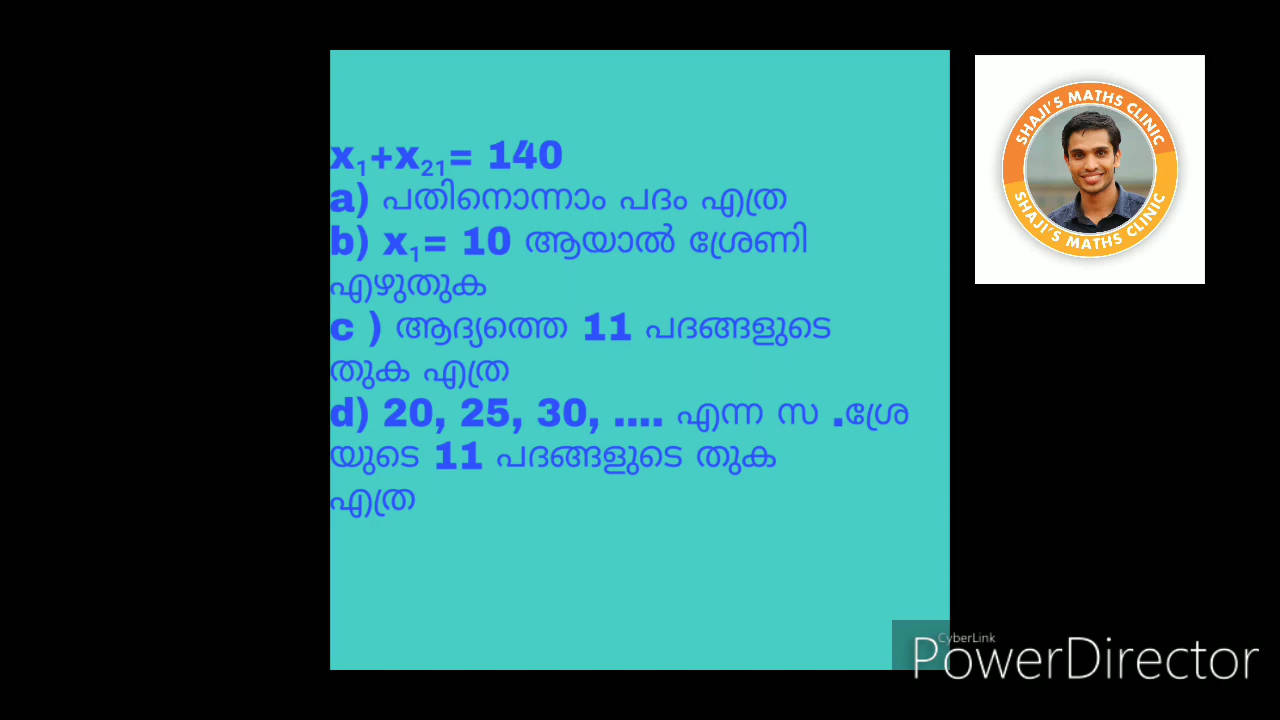 x₁+x₂₁= 140
a) പതിനൊന്നാം പദം എത്ര
b) x₁= 10 ആയാൽ ശ്രേണി
എഴുതുക
c ) ആദ്യത്തെ 11 പദങ്ങളുടെ
തുക എത്ര
d) 20, 25, 30, .... എന്ന സ .ശ്രേ
യുടെ 11 പദങ്ങളുടെ തുക
എത്ര
SHAJI'S MATHS CLINIC
SHAJI'S MATHS CLINIC
CyberLink
PowerDirector